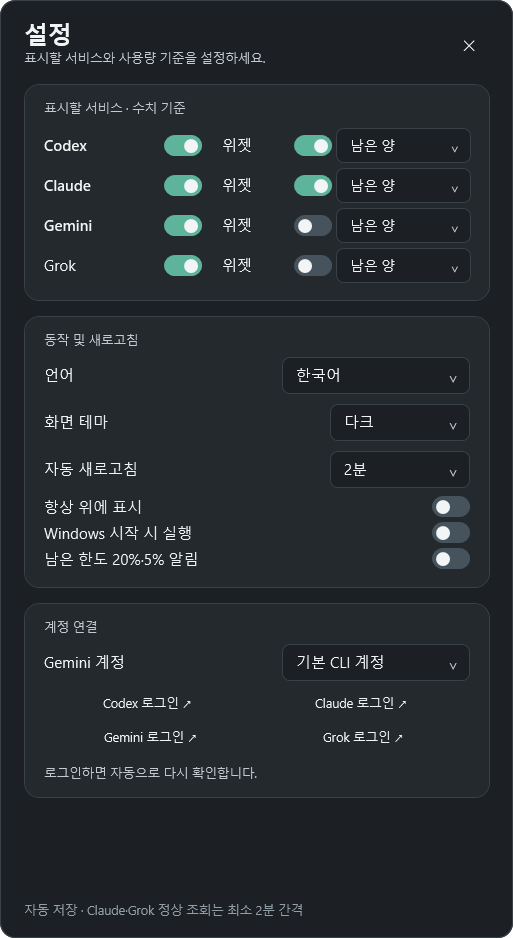 설정
표시할 서비스와 사용량 기준을 설정하세요.
표시할 서비스 · 수치 기준
Codex 위젯 남은 양
Claude 위젯 남은 양
Gemini 위젯 남은 양
Grok 위젯 남은 양
동작 및 새로고침
언어 한국어
화면 테마 다크
자동 새로고침 2분
항상 위에 표시
Windows 시작 시 실행
남은 한도 20%·5% 알림
계정 연결
Gemini 계정 기본 CLI 계정
Codex 로그인 ↗ Claude 로그인 ↗
Gemini 로그인 ↗ Grok 로그인 ↗
로그인하면 자동으로 다시 확인합니다.
자동 저장 · Claude·Grok 정상 조회는 최소 2분 간격